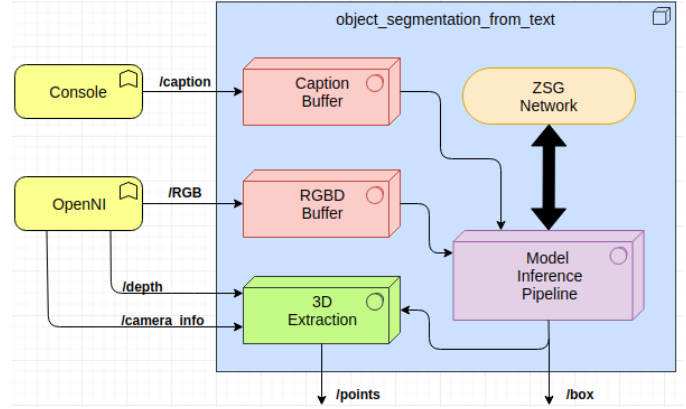 object_segmentation_from_text
Console
/caption
Caption
Buffer
ZSG
Network
OpenNI
/RGB
RGBD
Buffer
Model
Inference
Pipeline
/depth
/camera_info
3D
Extraction
/points
/box